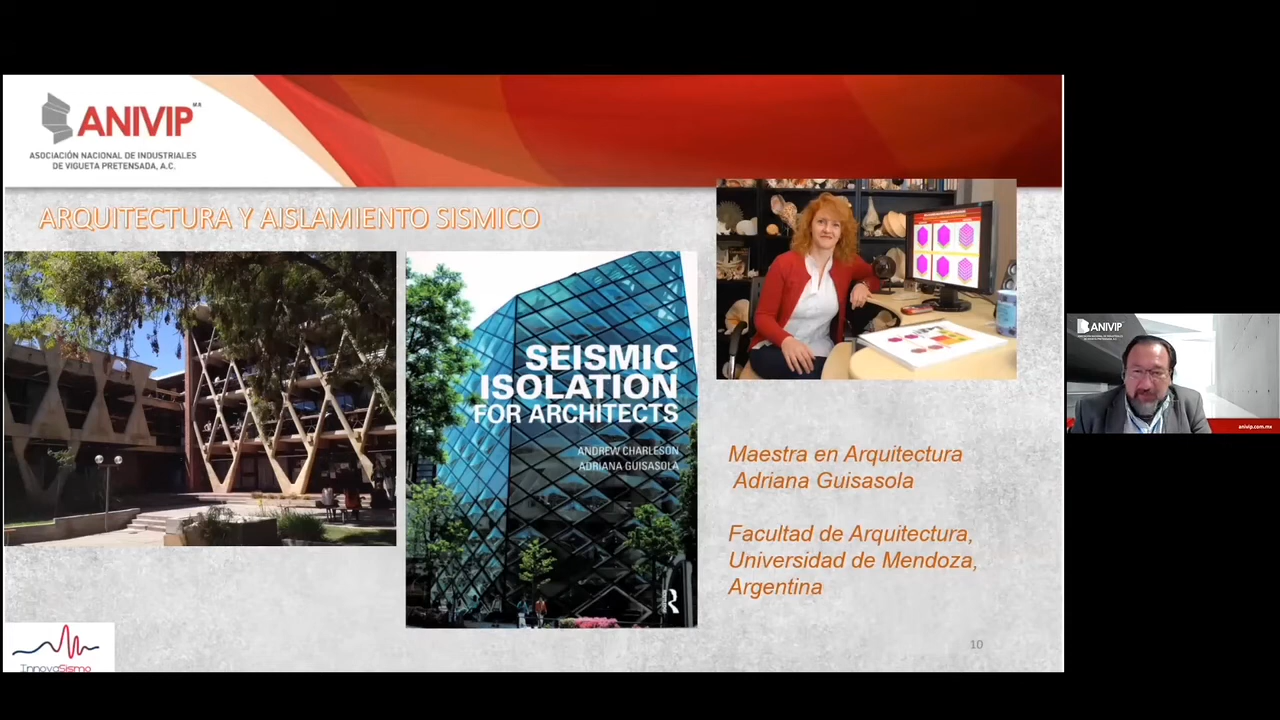 ANIVIP
MR
ASOCIACIÓN NACIONAL DE INDUSTRIALES
DE VIGUETA PRETENSADA, A.C.
ARQUITECTURA Y AISLAMIENTO SISMICO
SEISMIC
ISOLATION
FOR ARCHITECTS
ANDREW CHARLESON
ADRIANA GUISASOLA
R
Maestra en Arquitectura
Adriana Guisasola
Facultad de Arquitectura,
Universidad de Mendoza,
Argentina
10
InnovaSismo
ANIVIP
anivip.com.mx